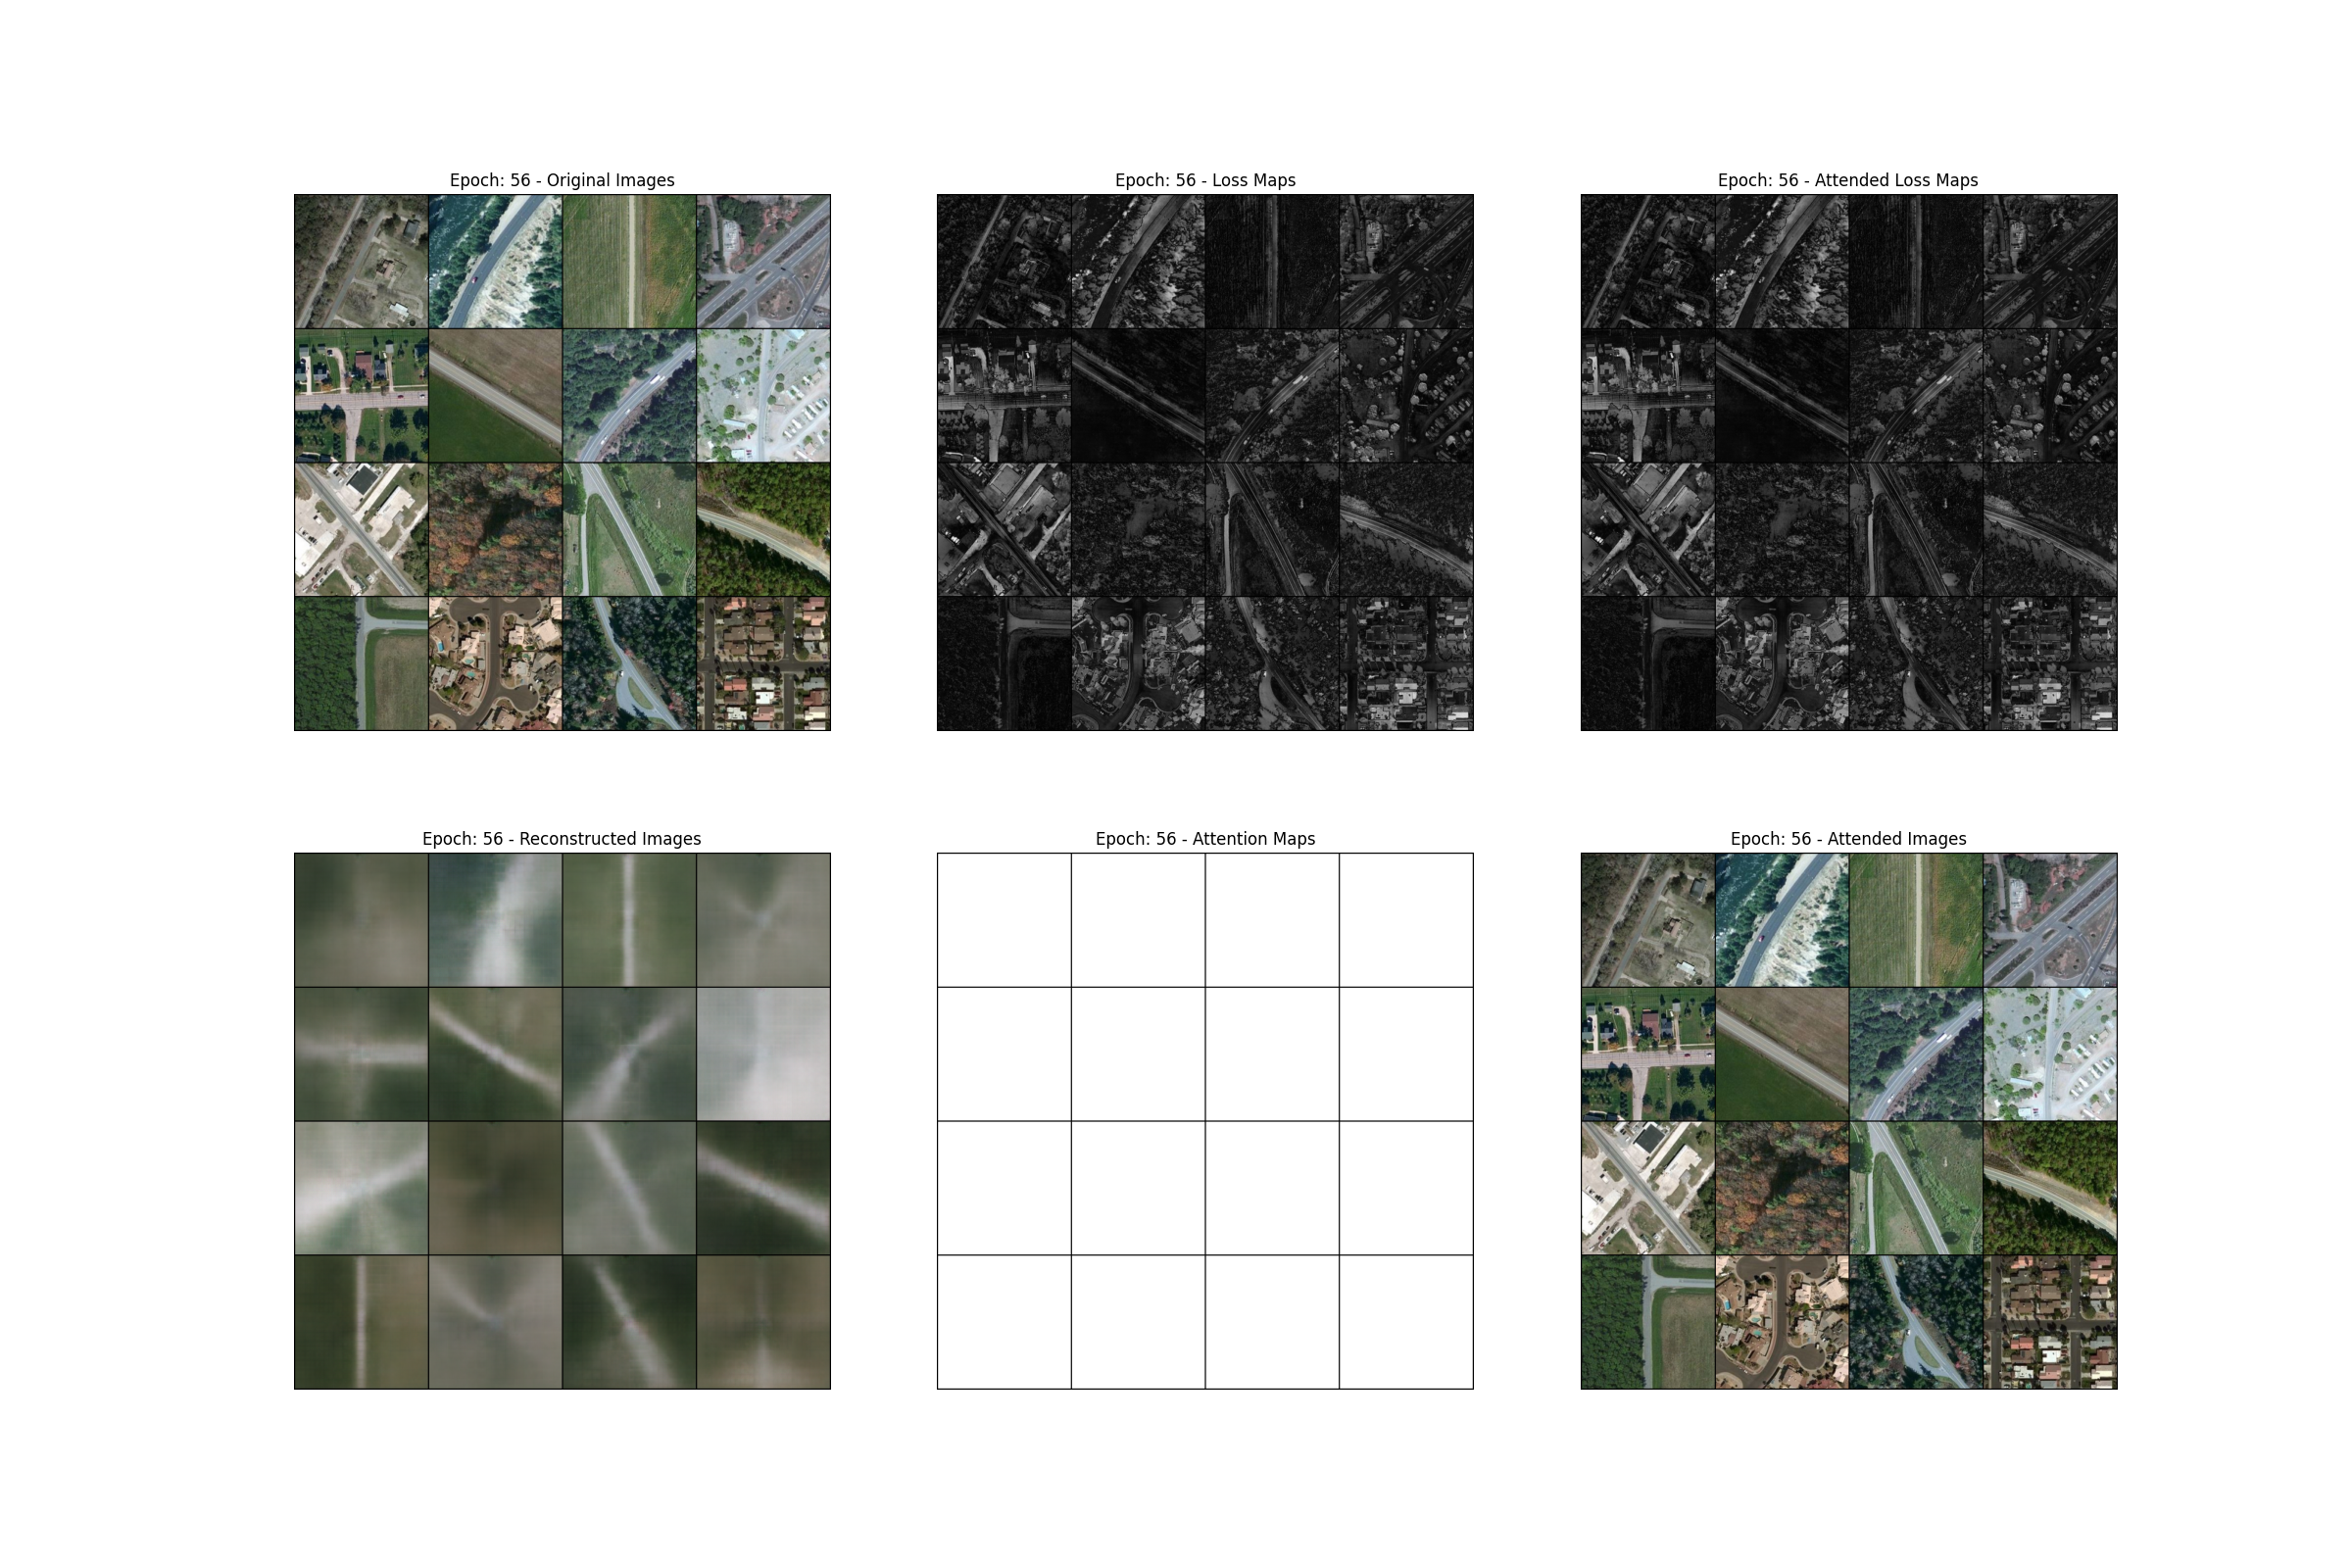 Epoch: 56 - Original Images
Epoch: 56 - Loss Maps
Epoch: 56 - Attended Loss Maps
Epoch: 56 - Reconstructed Images
Epoch: 56 - Attention Maps
Epoch: 56 - Attended Images